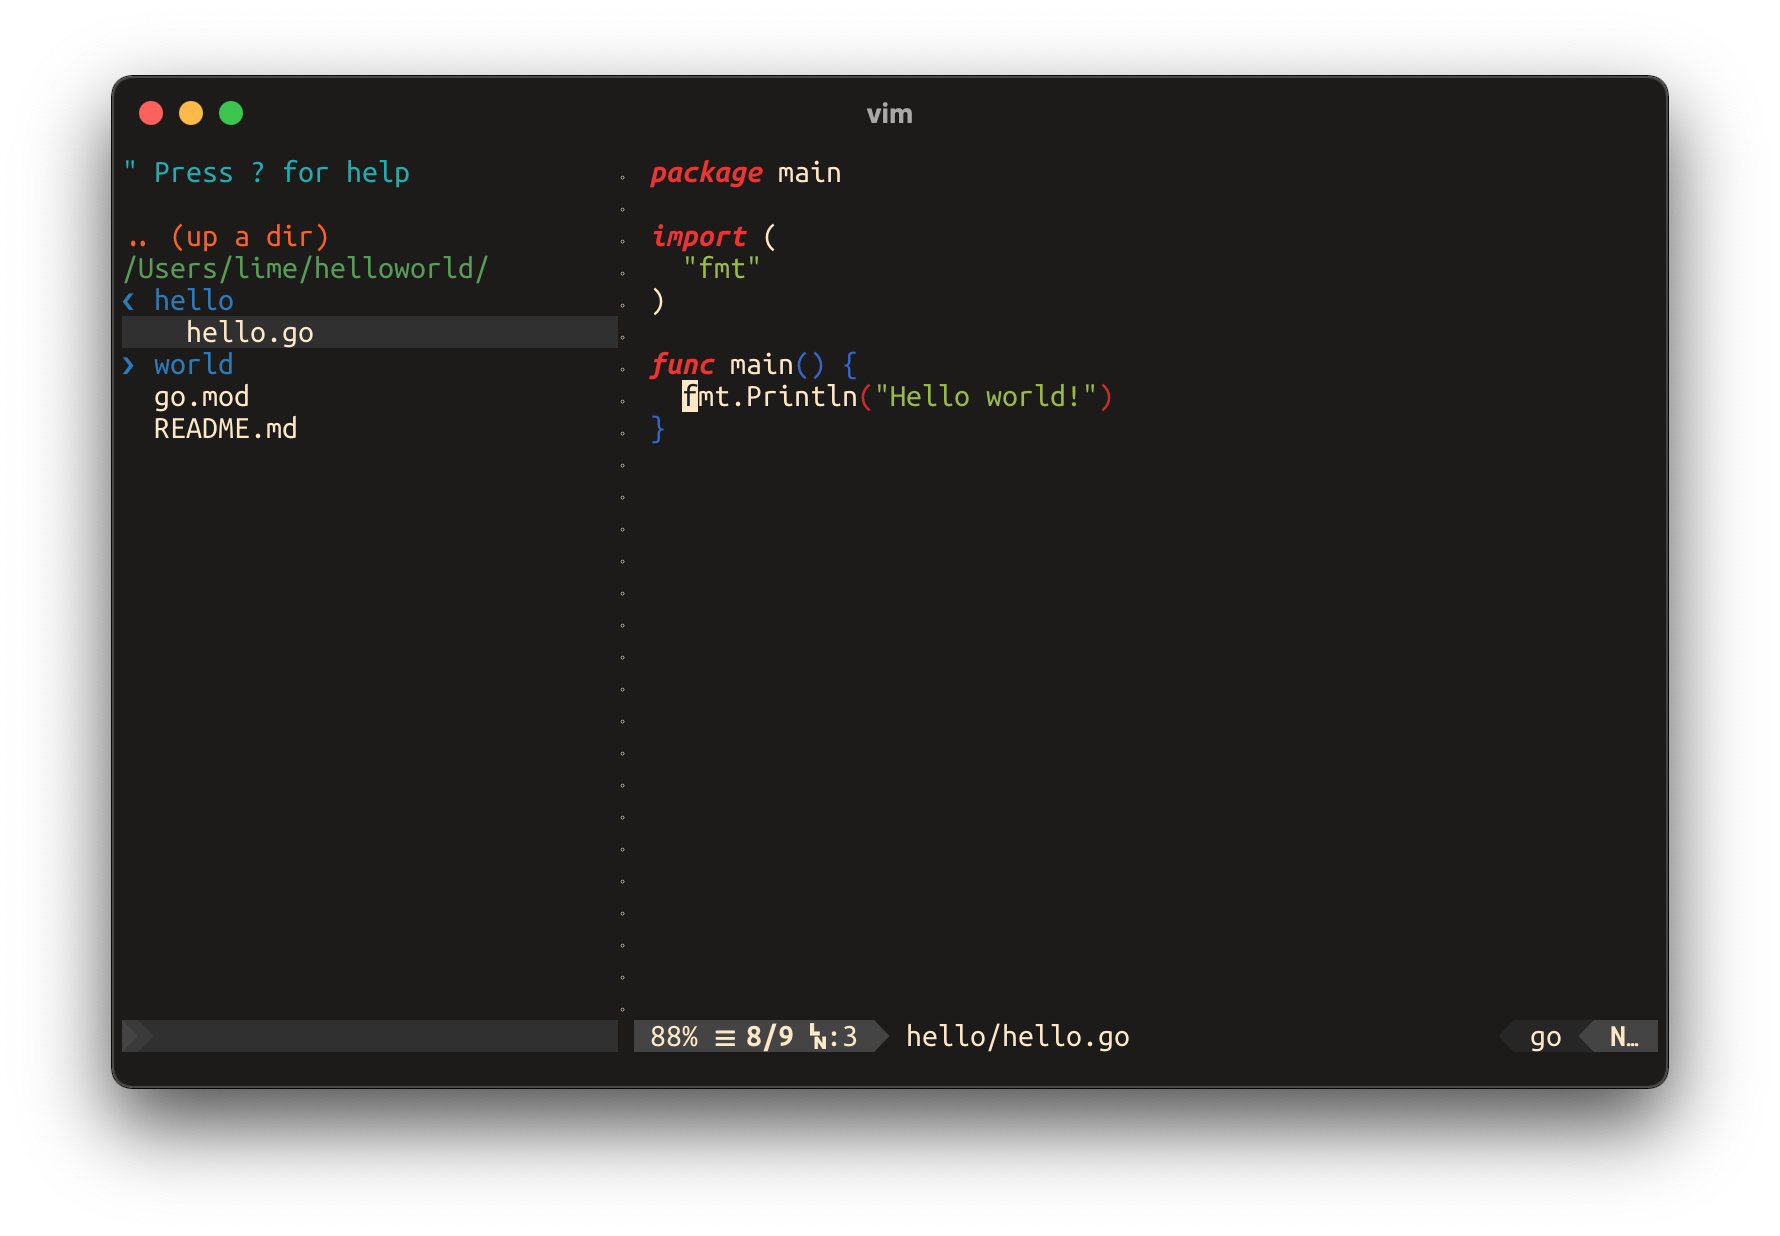 vim
" Press ? for help
.. (up a dir)
/Users/lime/helloworld/
❮ hello
hello.go
❯ world
go.mod
README.md
package main
import (
"fmt"
)
func main() {
fmt.Println("Hello world!")
}
88% ☰ 8/9 ␤:3 hello/hello.go go N…